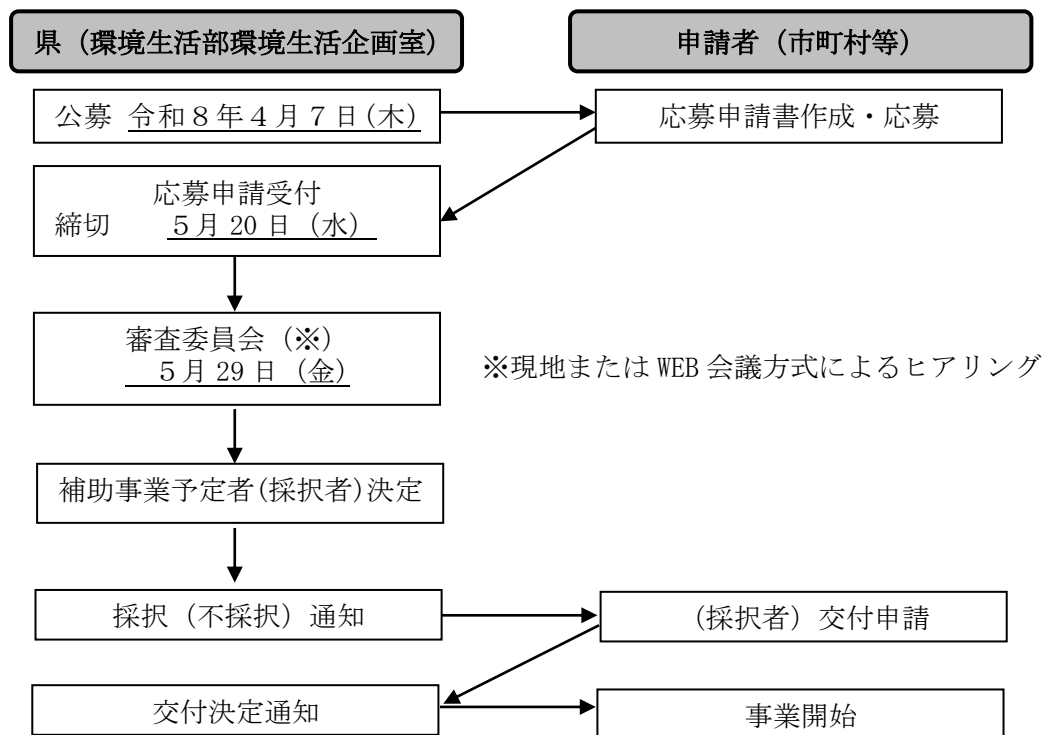 県（環境生活部環境生活企画室）
申請者（市町村等）
公募 令和８年４月７日(木)
応募申請書作成・応募
応募申請受付
締切 ５月20日（水）
審査委員会（※）
５月29日（金）
※現地または WEB 会議方式によるヒアリング
補助事業予定者(採択者)決定
採択（不採択）通知
（採択者）交付申請
交付決定通知
事業開始